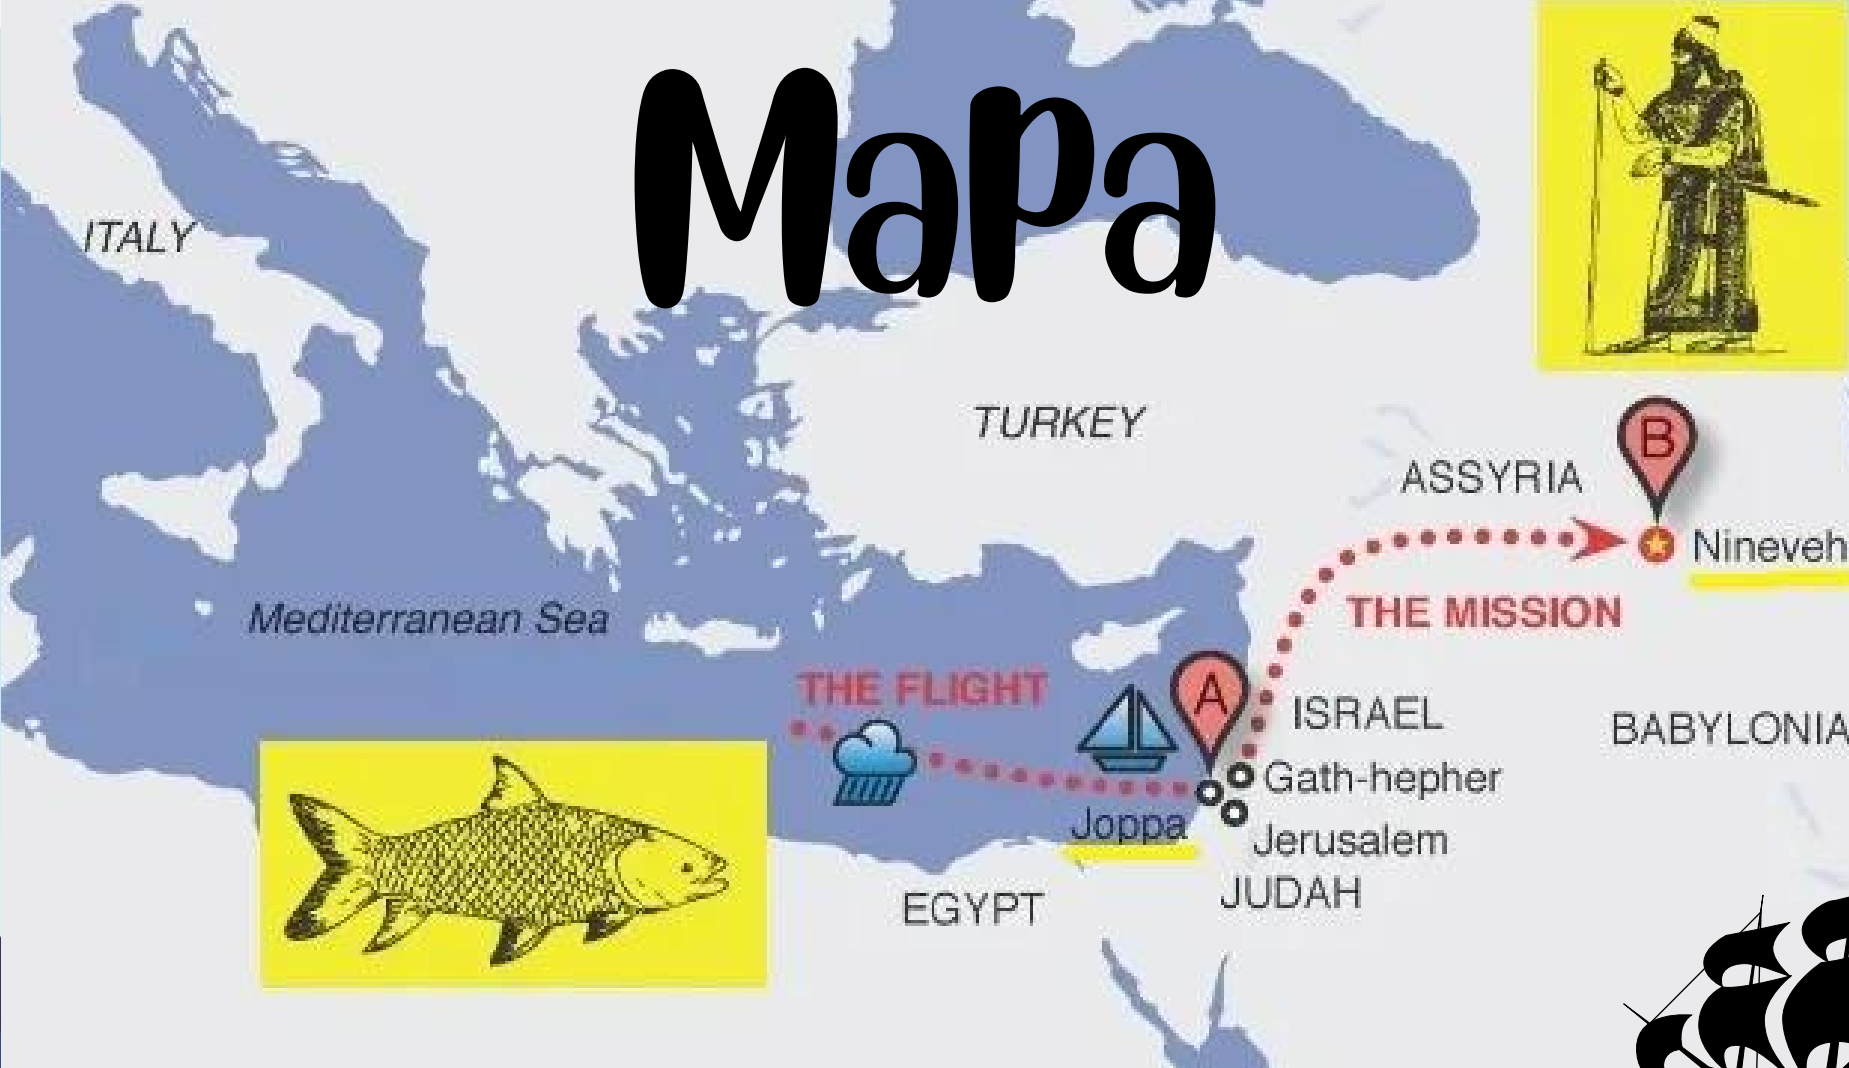 Mapa
ITALY
TURKEY
B
ASSYRIA
Nineveh
THE MISSION
Mediterranean Sea
THE FLIGHT
A
ISRAEL
BABYLONIA
Gath-hepher
Joppa
Jerusalem
JUDAH
EGYPT